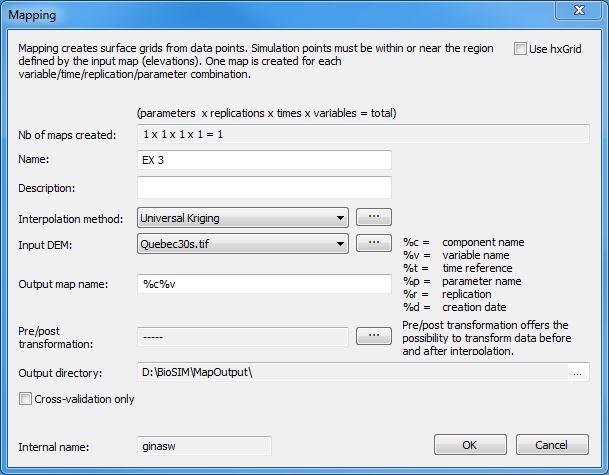 Mapping
Mapping creates surface grids from data points. Simulation points must be within or near the region
defined by the input map (elevations). One map is created for each
variable/time/replication/parameter combination.
Use hxGrid
(parameters x replications x times x variables = total)
Nb of maps created: 1 x 1 x 1 x 1 = 1
Name: EX 3
Description:
Interpolation method: Universal Kriging ...
Input DEM: Quebec30s.tif ...
%c = component name
%v = variable name
%t = time reference
%p = parameter name
%r = replication
%d = creation date
Output map name: %c%v
Pre/post
transformation: ----- ...
Pre/post transformation offers the
possibility to transform data before
and after interpolation.
Output directory: D:\BioSIM\MapOutput\ ...
Cross-validation only
Internal name: ginasw
OK Cancel